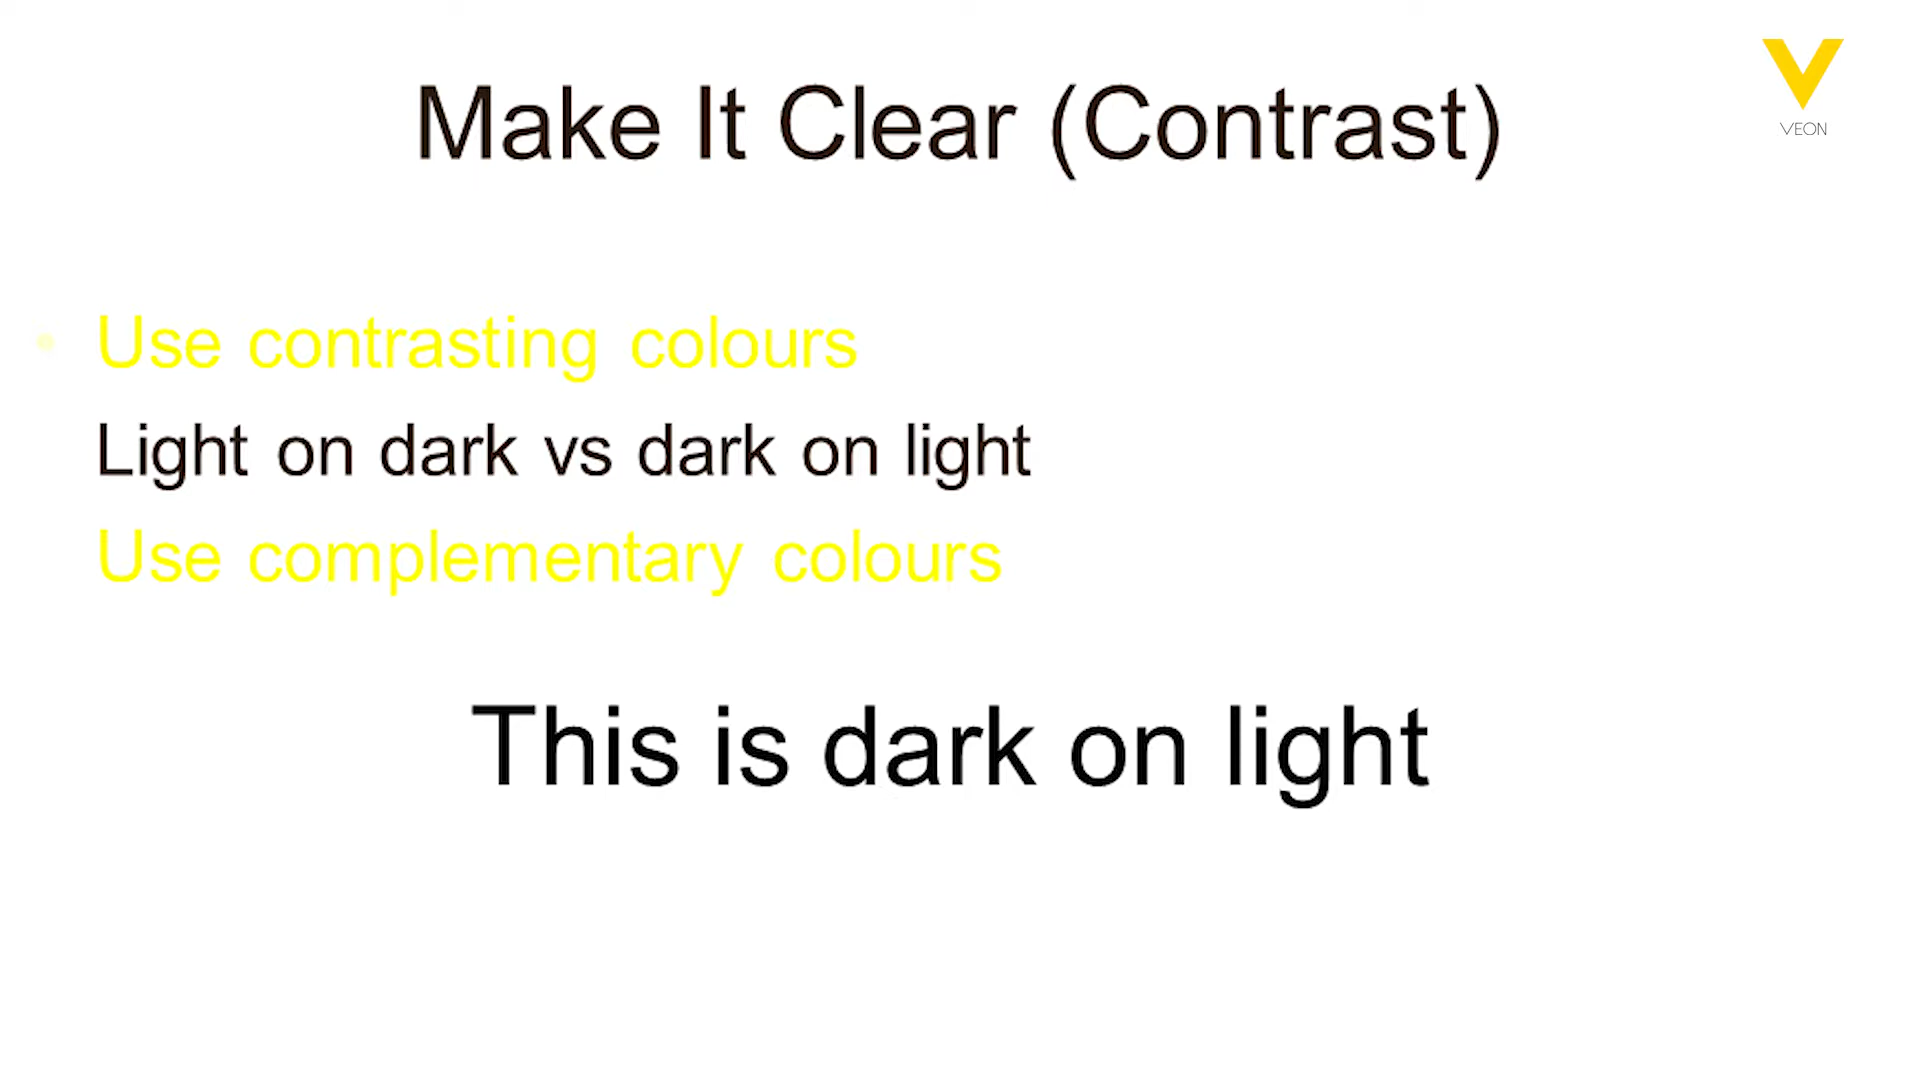 Make It Clear (Contrast)
VEON
• Use contrasting colours
Light on dark vs dark on light
Use complementary colours
This is dark on light